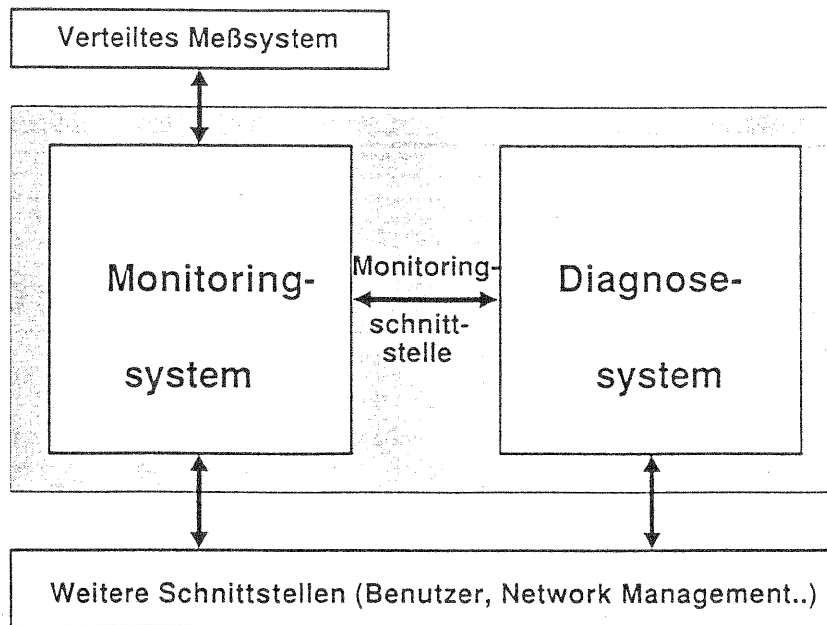 Verteiltes Meßsystem
Monitoring-
system
Monitoring-
schnitt-
stelle
Diagnose-
system
Weitere Schnittstellen (Benutzer, Network Management..)